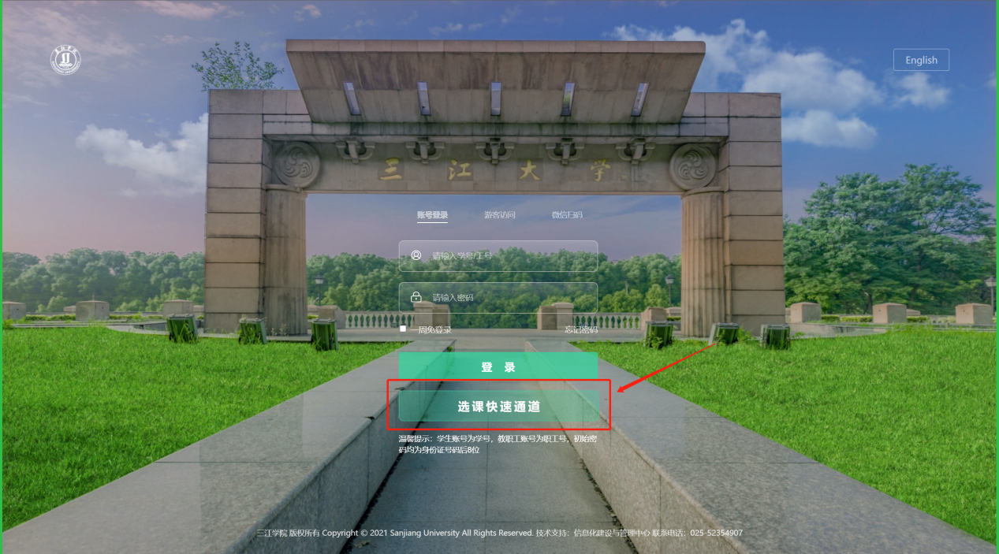 English
三江大学
账号登录 游客访问 微信扫码
请输入学号/工号
请输入密码
一周免登录 忘记密码
登 录
选课快速通道
温馨提示：学生账号为学号，教职工账号为职工号，初始密
码均为身份证号码后8位
三江学院 版权所有 Copyright © 2021 Sanjiang University All Rights Reserved. 技术支持：信息化建设与管理中心 联系电话：025-52354907